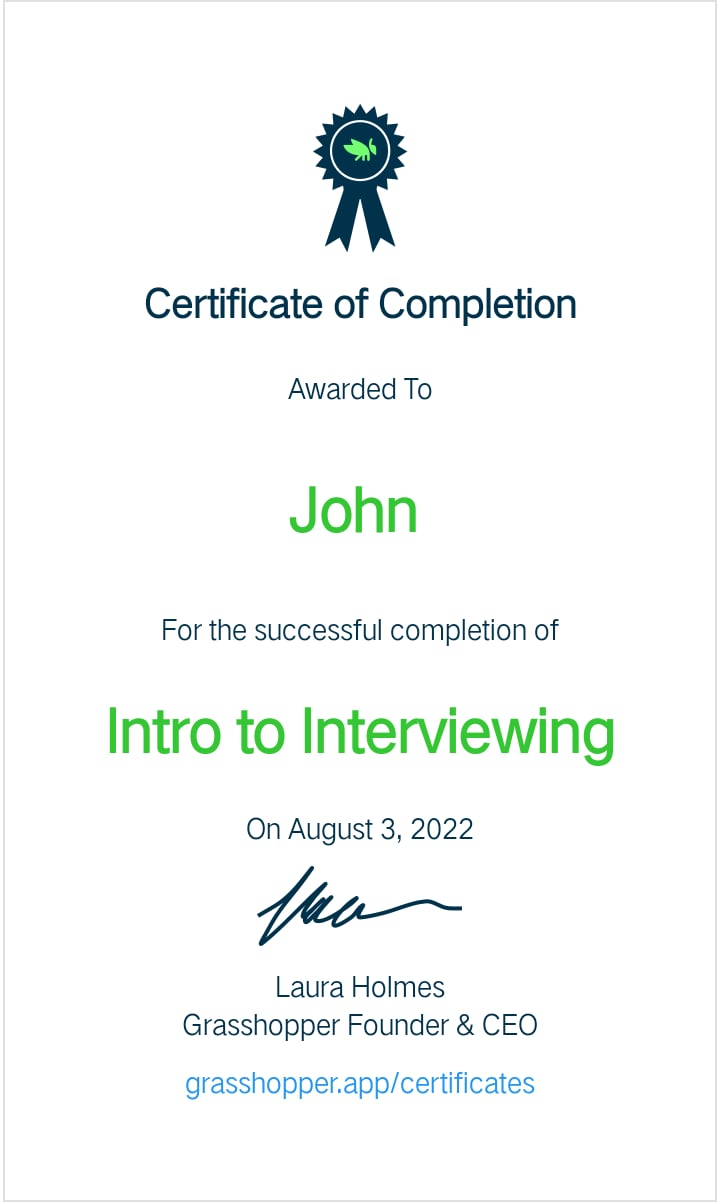 Certificate of Completion
Awarded To
John
For the successful completion of
Intro to Interviewing
On August 3, 2022
Laura Holmes
Grasshopper Founder & CEO
grasshopper.app/certificates